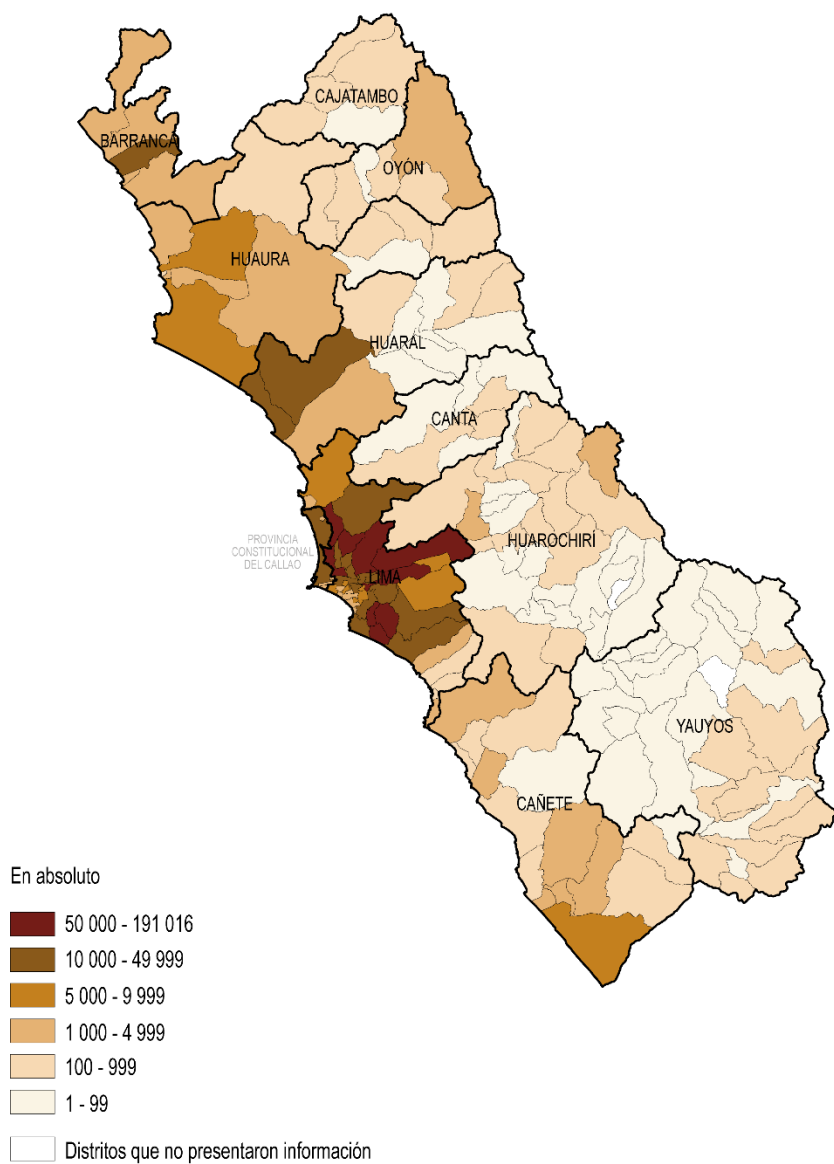 CAJATAMBO
BARRANCA
OYÓN
HUAURA
HUARAL
CANTA
PROVINCIA
CONSTITUCIONAL
DEL CALLAO
HUAROCHIRÍ
LIMA
YAUYOS
CAÑETE
En absoluto
50 000 - 191 016
10 000 - 49 999
5 000 - 9 999
1 000 - 4 999
100 - 999
1 - 99
Distritos que no presentaron información